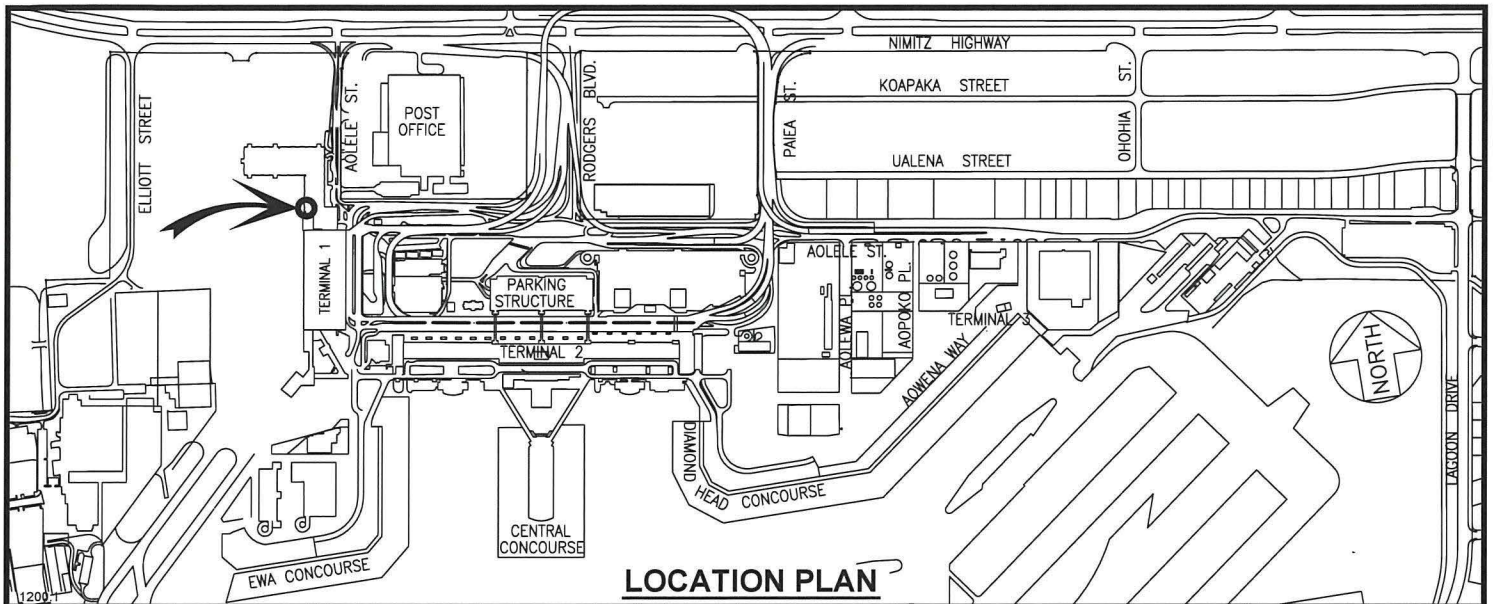 NIMITZ HIGHWAY
KOAPAKA STREET
UALENA STREET
OHOHIA ST.
PAIEA ST.
RODGERS BLVD.
AOLELE ST.
POST
OFFICE
ELLIOTT STREET
TERMINAL 1
PARKING
STRUCTURE
TERMINAL 2
AOLELE ST.
AOLEWA PL.
AOPOKO PL.
TERMINAL 3
AOWENA WAY
NORTH
LAGOON DRIVE
DIAMOND
HEAD CONCOURSE
CENTRAL
CONCOURSE
EWA CONCOURSE
LOCATION PLAN
1200.1